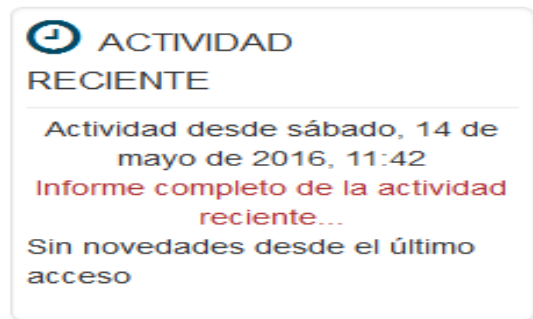 ACTIVIDAD
RECIENTE
Actividad desde sábado, 14 de
mayo de 2016, 11:42
Informe completo de la actividad
reciente...
Sin novedades desde el último
acceso